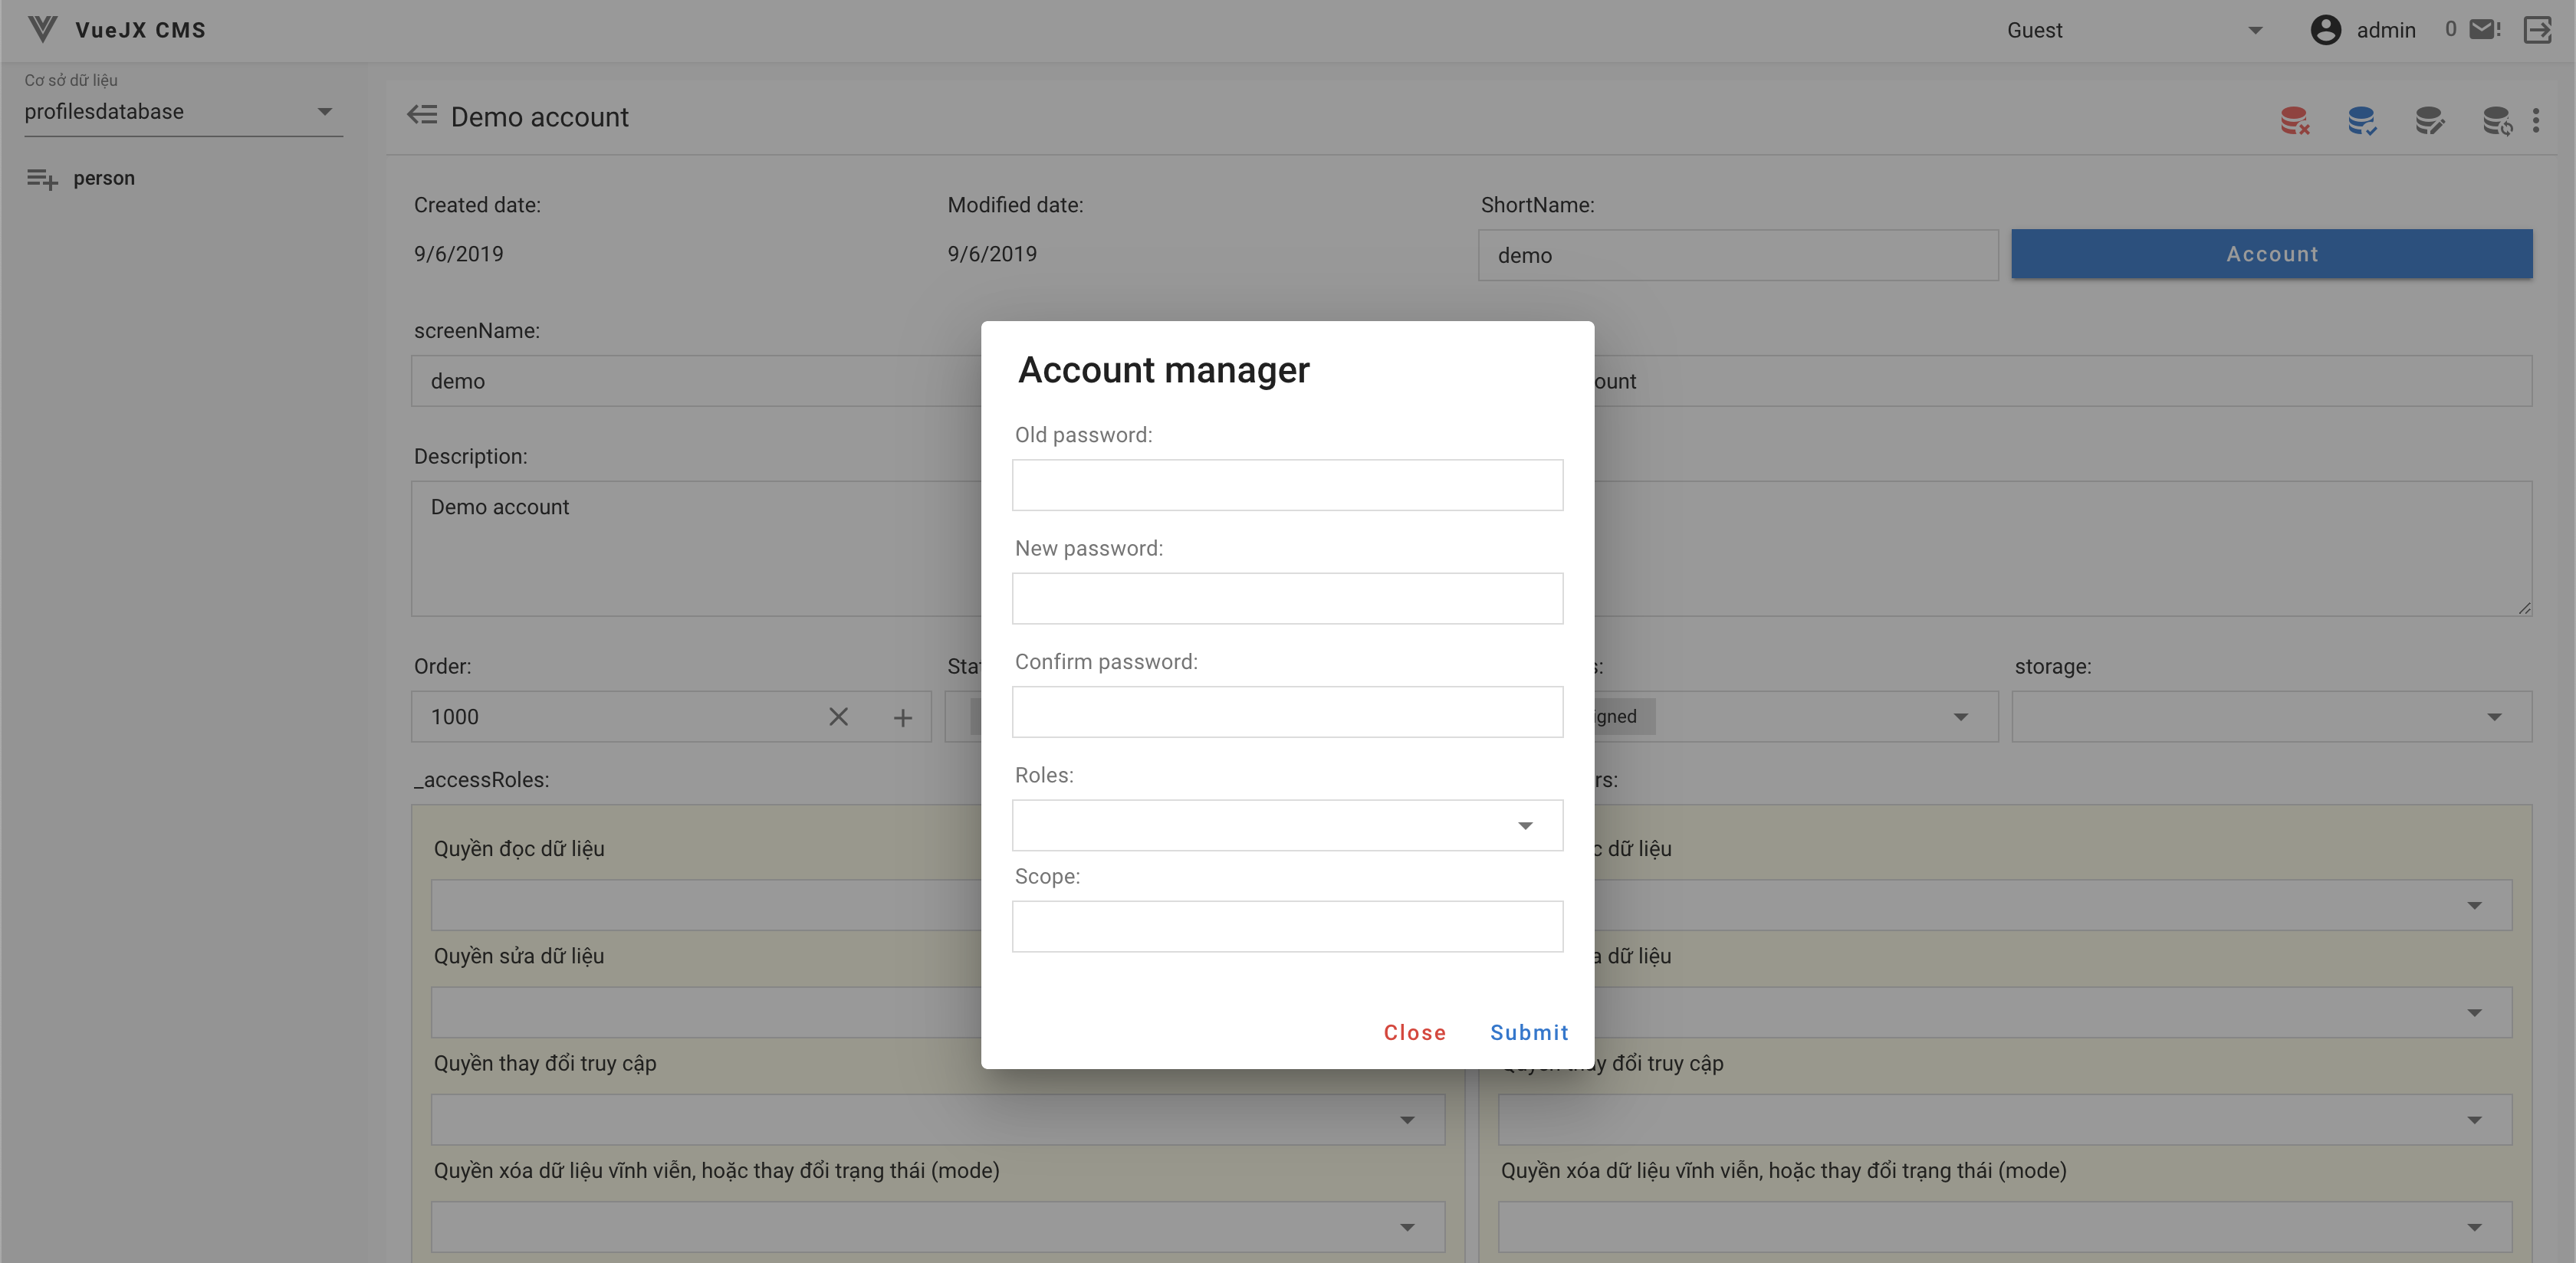 VueJX CMS
Guest
admin
0
Cơ sở dữ liệu
profilesdatabase
person
Demo account
Created date:
Modified date:
ShortName:
9/6/2019
9/6/2019
demo
Account
screenName:
demo
ount
Description:
Demo account
Order:
Sta
s:
storage:
1000
igned
_accessRoles:
rs:
Quyền đọc dữ liệu
c dữ liệu
Quyền sửa dữ liệu
a dữ liệu
Quyền thay đổi truy cập
Quyền thay đổi truy cập
Quyền xóa dữ liệu vĩnh viễn, hoặc thay đổi trạng thái (mode)
Quyền xóa dữ liệu vĩnh viễn, hoặc thay đổi trạng thái (mode)
Account manager
Old password:
New password:
Confirm password:
Roles:
Scope:
Close
Submit